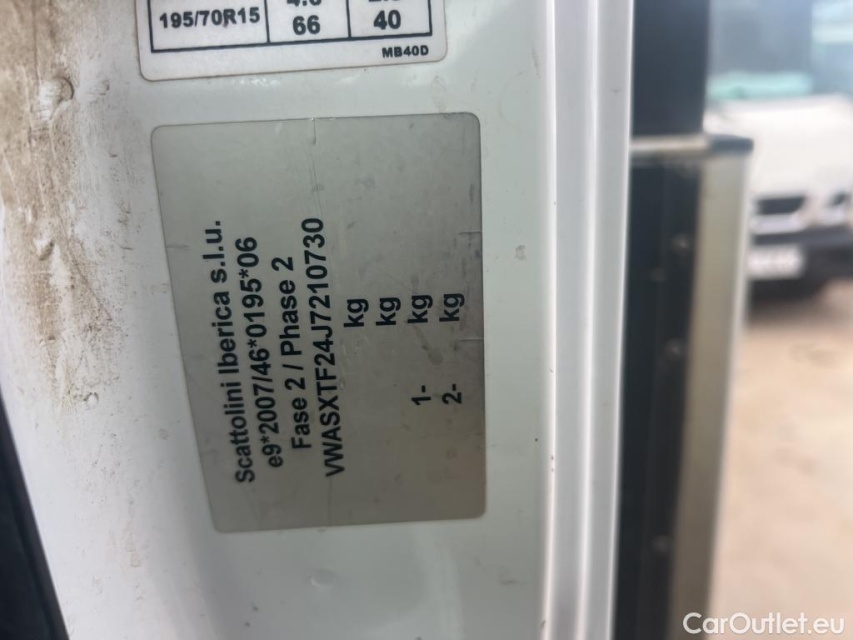 195/70R15
66
40
MB40D
Scattolini Iberica s.l.u.
e9*2007/46*0195*06
Fase 2 / Phase 2
VWASXTF24J7210730
kg
kg
1- kg
2- kg
CarOutlet.eu